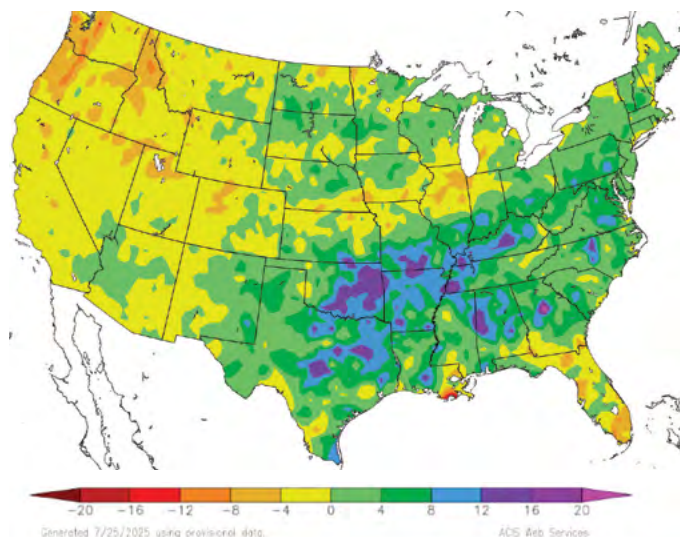 -20 -16 -12 -8 -4 0 4 8 12 16 20
Generated 7/25/2025 using provisional data. ACIS Web Services